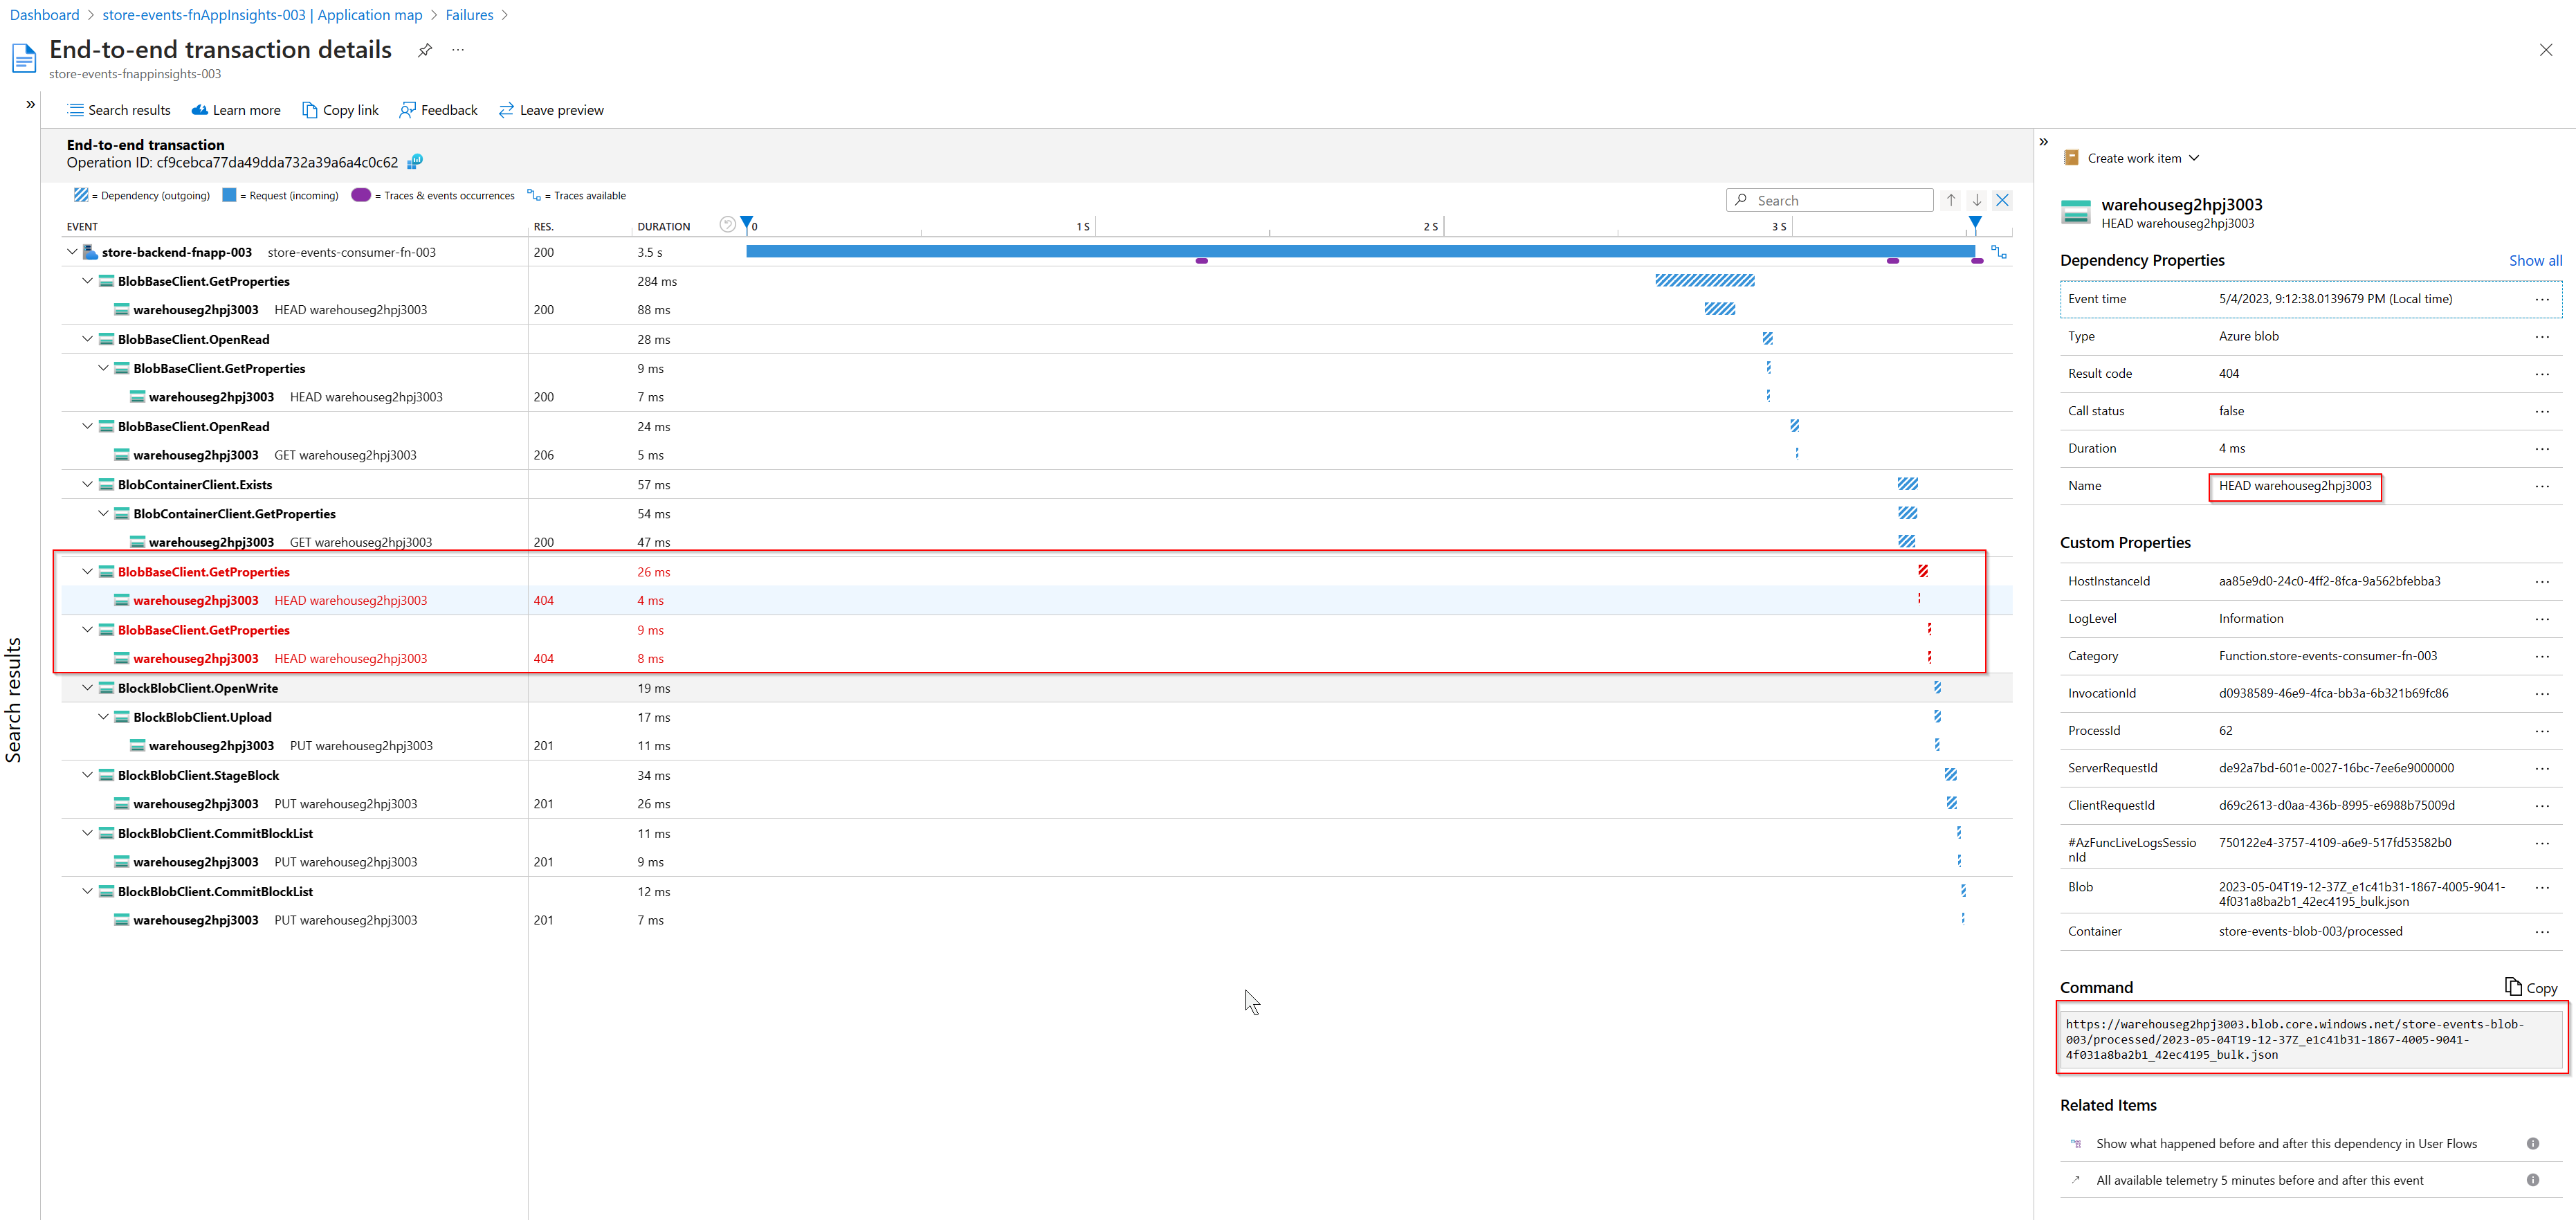 Dashboard > store-events-fnAppInsights-003 | Application map > Failures >
End-to-end transaction details
store-events-fnappinsights-003
Search results Learn more Copy link Feedback Leave preview
End-to-end transaction
Operation ID: cf9cebca77da49dda732a39a6a4c0c62
= Dependency (outgoing) = Request (incoming) = Traces & events occurrences = Traces available
Search
EVENT RES. DURATION 0 1 S 2 S 3 S
store-backend-fnapp-003 store-events-consumer-fn-003 200 3.5 s
BlobBaseClient.GetProperties 284 ms
warehouseg2hpj3003 HEAD warehouseg2hpj3003 200 88 ms
BlobBaseClient.OpenRead 28 ms
BlobBaseClient.GetProperties 9 ms
warehouseg2hpj3003 HEAD warehouseg2hpj3003 200 7 ms
BlobBaseClient.OpenRead 24 ms
warehouseg2hpj3003 GET warehouseg2hpj3003 206 5 ms
BlobContainerClient.Exists 57 ms
BlobContainerClient.GetProperties 54 ms
warehouseg2hpj3003 GET warehouseg2hpj3003 200 47 ms
BlobBaseClient.GetProperties 26 ms
warehouseg2hpj3003 HEAD warehouseg2hpj3003 404 4 ms
BlobBaseClient.GetProperties 9 ms
warehouseg2hpj3003 HEAD warehouseg2hpj3003 404 8 ms
BlockBlobClient.OpenWrite 19 ms
BlockBlobClient.Upload 17 ms
warehouseg2hpj3003 PUT warehouseg2hpj3003 201 11 ms
BlockBlobClient.StageBlock 34 ms
warehouseg2hpj3003 PUT warehouseg2hpj3003 201 26 ms
BlockBlobClient.CommitBlockList 11 ms
warehouseg2hpj3003 PUT warehouseg2hpj3003 201 9 ms
BlockBlobClient.CommitBlockList 12 ms
warehouseg2hpj3003 PUT warehouseg2hpj3003 201 7 ms
Search results
Create work item
warehouseg2hpj3003
HEAD warehouseg2hpj3003
Dependency Properties Show all
Event time 5/4/2023, 9:12:38.0139679 PM (Local time) ...
Type Azure blob ...
Result code 404 ...
Call status false ...
Duration 4 ms ...
Name HEAD warehouseg2hpj3003 ...
Custom Properties
HostInstanceId aa85e9d0-24c0-4ff2-8fca-9a562bfebba3 ...
LogLevel Information ...
Category Function.store-events-consumer-fn-003 ...
InvocationId d0938589-46e9-4fca-bb3a-6b321b69fc86 ...
ProcessId 62 ...
ServerRequestId de92a7bd-601e-0027-16bc-7ee6e9000000 ...
ClientRequestId d69c2613-d0aa-436b-8995-e6988b75009d ...
#AzFuncLiveLogsSessio 750122e4-3757-4109-a6e9-517fd53582b0 ...
nId
Blob 2023-05-04T19-12-37Z_e1c41b31-1867-4005-9041- ...
4f031a8ba2b1_42ec4195_bulk.json
Container store-events-blob-003/processed ...
Command Copy
https://warehouseg2hpj3003.blob.core.windows.net/store-events-blob-
003/processed/2023-05-04T19-12-37Z_e1c41b31-1867-4005-9041-
4f031a8ba2b1_42ec4195_bulk.json
Related Items
Show what happened before and after this dependency in User Flows
All available telemetry 5 minutes before and after this event